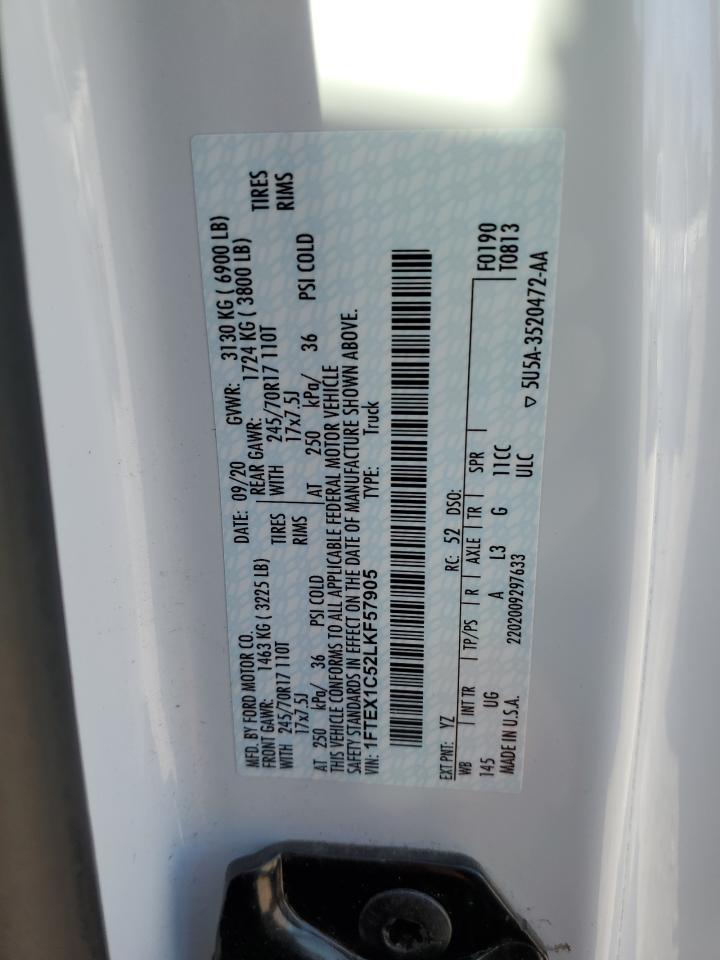 MFD. BY FORD MOTOR CO. DATE: 09/20 GVWR: 3130 KG ( 6900 LB)
FRONT GAWR: 1463 KG ( 3225 LB) REAR GAWR: 1724 KG ( 3800 LB)
WITH 245/70R17 110T TIRES WITH 245/70R17 110T TIRES
17x7.5J RIMS 17x7.5J RIMS
AT 250 kPa/ 36 PSI COLD AT 250 kPa/ 36 PSI COLD
THIS VEHICLE CONFORMS TO ALL APPLICABLE FEDERAL MOTOR VEHICLE
SAFETY STANDARDS IN EFFECT ON THE DATE OF MANUFACTURE SHOWN ABOVE.
VIN: 1FTEX1C52LKF57905 TYPE: Truck
EXT PNT: YZ RC: 52 DSO:
WB INT TR TP/PS R AXLE TR SPR F0190
145 UG A L3 G 11CC T0813
MADE IN U.S.A. 2202009297633 ULC
▽ 5U5A-3520472-AA